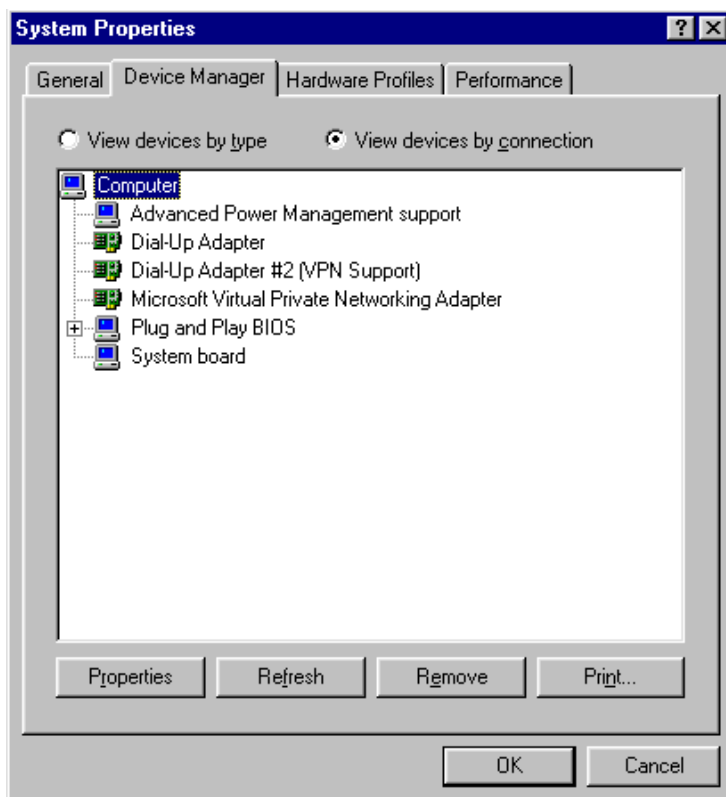 System Properties
General Device Manager Hardware Profiles Performance
View devices by type View devices by connection
Computer
Advanced Power Management support
Dial-Up Adapter
Dial-Up Adapter #2 (VPN Support)
Microsoft Virtual Private Networking Adapter
Plug and Play BIOS
System board
Properties Refresh Remove Print...
OK Cancel